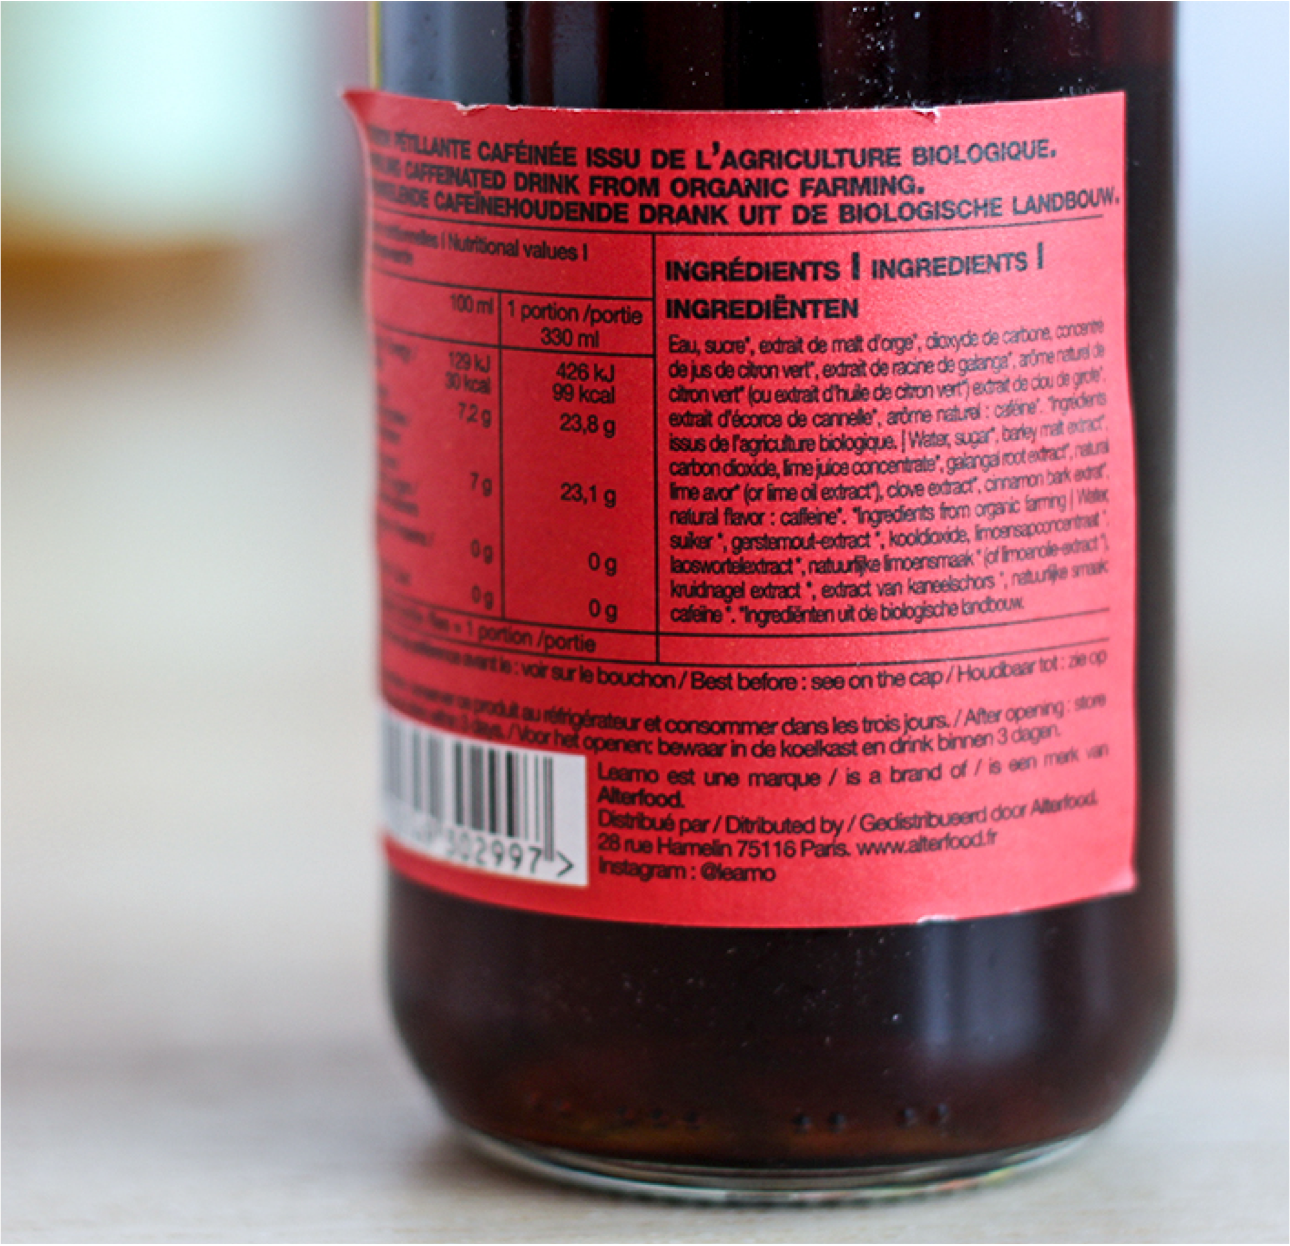 PÉTILLANTE CAFÉINÉE ISSU DE L'AGRICULTURE BIOLOGIQUE.
CAFFEINATED DRINK FROM ORGANIC FARMING.
CAFEÏNEHOUDENDE DRANK UIT DE BIOLOGISCHE LANDBOUW.
| Nutritional values |
100 ml 1 portion /portie
330 ml
129 kJ 426 kJ
30 kcal 99 kcal
7,2 g 23,8 g
7 g 23,1 g
0 g 0 g
0 g 0 g
= 1 portion /portie
INGRÉDIENTS | INGREDIENTS |
INGREDIËNTEN
Eau, sucre*, extrait de malt d'orge*, dioxyde de carbone, concentré
de jus de citron vert*, extrait de racine de galanga*, arôme naturel de
citron vert* (ou extrait d'huile de citron vert*) extrait de clou de girofle*,
extrait d'écorce de cannelle*, arôme naturel : caféine*. *Ingrédients
issus de l'agriculture biologique. | Water, sugar*, barley malt extract*,
carbon dioxide, lime juice concentrate*, galangal root extract*, natural
lime avor* (or lime oil extract*), clove extract*, cinnamon bark extrat*,
natural flavor : caffeine*. *Ingredients from organic farming | Water,
suiker *, gerstemout-extract *, kooldioxide, limoensapconcentraat *,
laoswortelextract *, natuurlijke limoensmaak * (of limoenolie-extract *),
kruidnagel extract *, extract van kaneelschors *, natuurlijke smaak:
cafeïne *. *Ingrediënten uit de biologische landbouw.
avant le : voir sur le bouchon / Best before : see on the cap / Houdbaar tot : zie op
conserver ce produit au réfrigérateur et consommer dans les trois jours. / After opening : store
3 days. / Voor het openen: bewaar in de koelkast en drink binnen 3 dagen.
Leamo est une marque / is a brand of / is een merk van
Alterfood.
Distribué par / Ditributed by / Gedistribueerd door Alterfood.
28 rue Hamelin 75116 Paris. www.alterfood.fr
Instagram : @leamo
302997 >